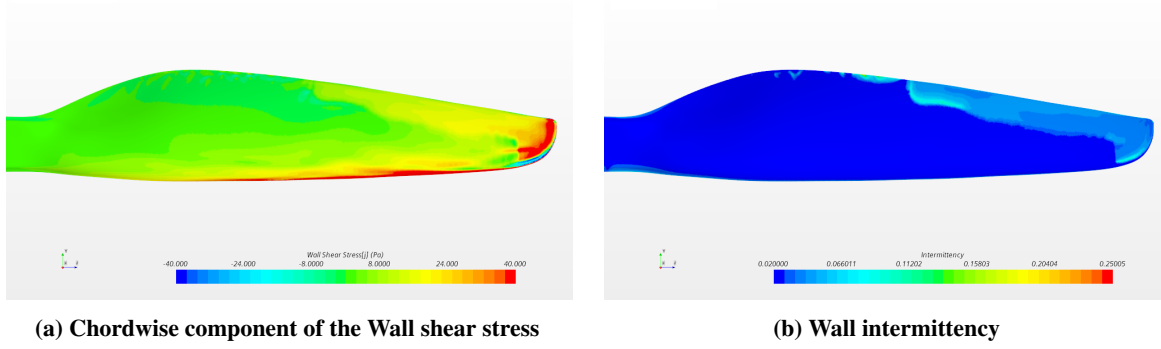 Wall Shear Stress[j] (Pa)
-40.000 -24.000 -8.0000 8.0000 24.000 40.000
(a) Chordwise component of the Wall shear stress
Intermittency
0.020000 0.066011 0.11202 0.15803 0.20404 0.25005
(b) Wall intermittency